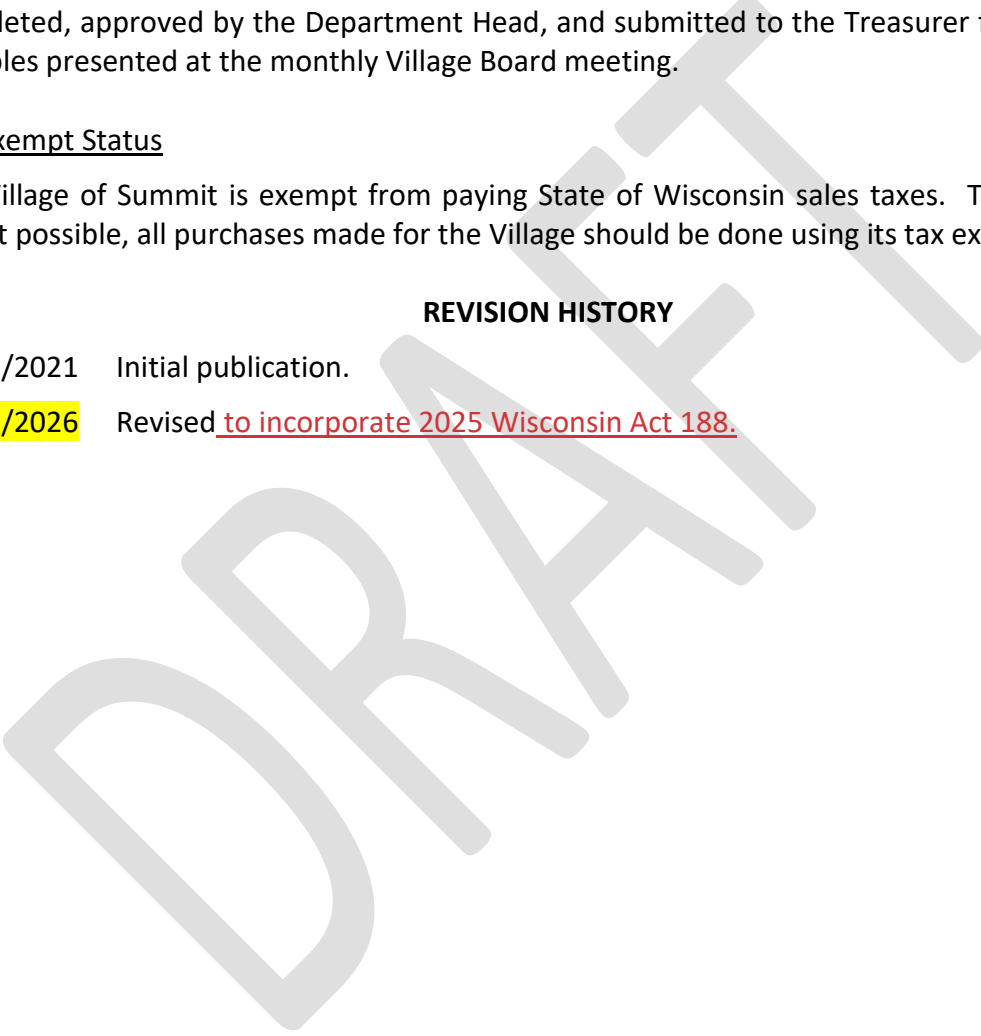 leted, approved by the Department Head, and submitted to the Treasurer
bles presented at the monthly Village Board meeting.
xempt Status
Village of Summit is exempt from paying State of Wisconsin sales taxes. T
t possible, all purchases made for the Village should be done using its tax ex
REVISION HISTORY
/2021 Initial publication.
/2026 Revised to incorporate 2025 Wisconsin Act 188.
DRAFT